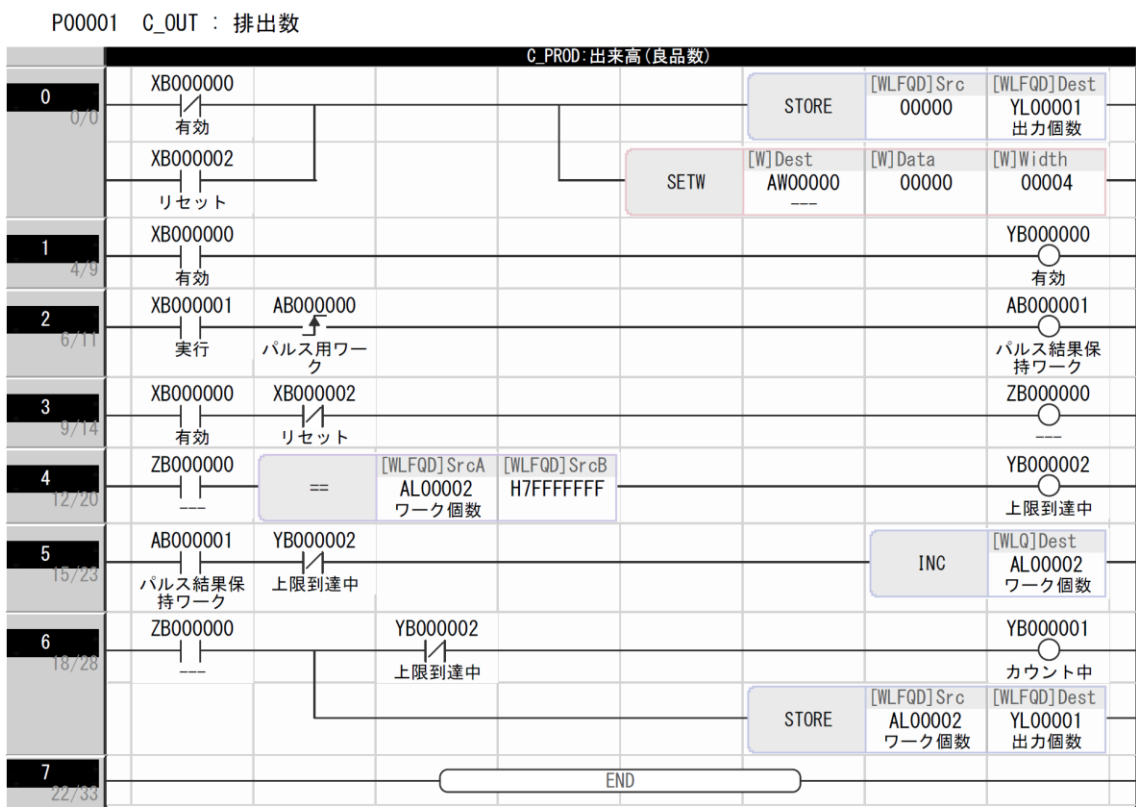 P00001 C_OUT : 排出数
C_PROD:出来高(良品数)
0
0/0
XB000000
有効
STORE
[WLFQD]Src
00000
[WLFQD]Dest
YL00001
出力個数
XB000002
リセット
SETW
[W]Dest
AW00000
---
[W]Data
00000
[W]Width
00004
1
4/9
XB000000
有効
YB000000
有効
2
6/11
XB000001
実行
AB000000
パルス用ワー
ク
AB000001
パルス結果保
持ワーク
3
9/14
XB000000
有効
XB000002
リセット
ZB000000
---
4
12/20
ZB000000
---
==
[WLFQD]SrcA
AL00002
ワーク個数
[WLFQD]SrcB
H7FFFFFFF
YB000002
上限到達中
5
15/23
AB000001
パルス結果保
持ワーク
YB000002
上限到達中
INC
[WLQ]Dest
AL00002
ワーク個数
6
18/28
ZB000000
---
YB000002
上限到達中
YB000001
カウント中
STORE
[WLFQD]Src
AL00002
ワーク個数
[WLFQD]Dest
YL00001
出力個数
7
22/33
END